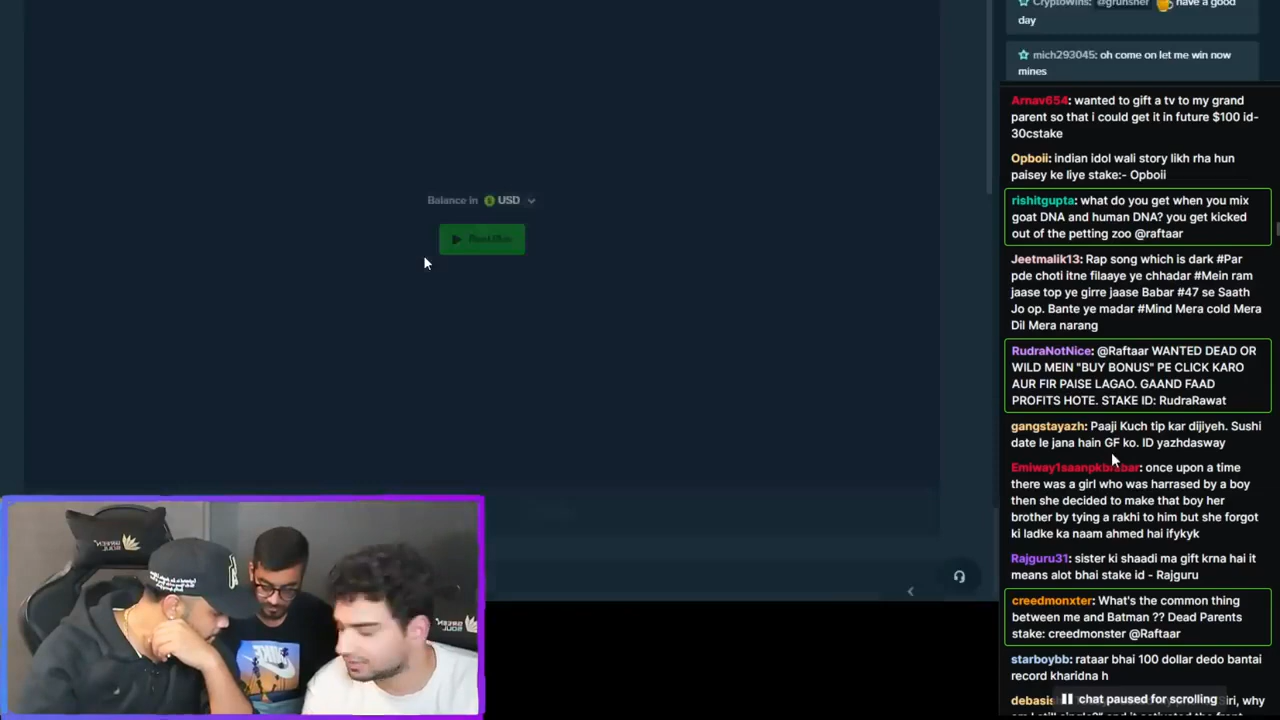 CryptoWins: @grunsher have a good
day
mich293045: oh come on let me win now
mines
Balance in USD
Arnav654: wanted to gift a tv to my grand
parent so that i could get it in future $100 id-
30cstake
Opboii: indian idol wali story likh rha hun
paisey ke liye stake:- Opboii
rishitgupta: what do you get when you mix
goat DNA and human DNA? you get kicked
out of the petting zoo @raftaar
Jeetmalik13: Rap song which is dark #Par
pde choti itne filaaye ye chhadar #Mein ram
jaase top ye girre jaase Babar #47 se Saath
Jo op. Bante ye madar #Mind Mera cold Mera
Dil Mera narang
RudraNotNice: @Raftaar WANTED DEAD OR
WILD MEIN "BUY BONUS" PE CLICK KARO
AUR FIR PAISE LAGAO. GAAND FAAD
PROFITS HOTE. STAKE ID: RudraRawat
gangstayazh: Paaji Kuch tip kar dijiyeh. Sushi
date le jana hain GF ko. ID yazhdasway
once upon a time
there was a girl who was harrased by a boy
then she decided to make that boy her
brother by tying a rakhi to him but she forgot
ki ladke ka naam ahmed hai ifykyk
Rajguru31: sister ki shaadi ma gift krna hai it
means alot bhai stake id - Rajguru
creedmonxter: What's the common thing
between me and Batman ?? Dead Parents
stake: creedmonster @Raftaar
starboybb: rataar bhai 100 dollar dedo bantai
record kharidna h
chat paused for scrolling
why
GREEN
SOUL
GREEN
SOUL